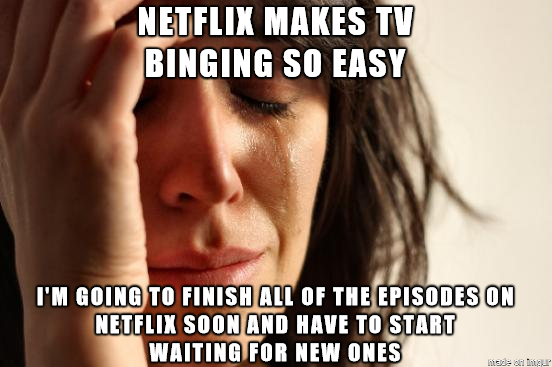 NETFLIX MAKES TV
BINGING SO EASY
I'M GOING TO FINISH ALL OF THE EPISODES ON
NETFLIX SOON AND HAVE TO START
WAITING FOR NEW ONES
made on imgur